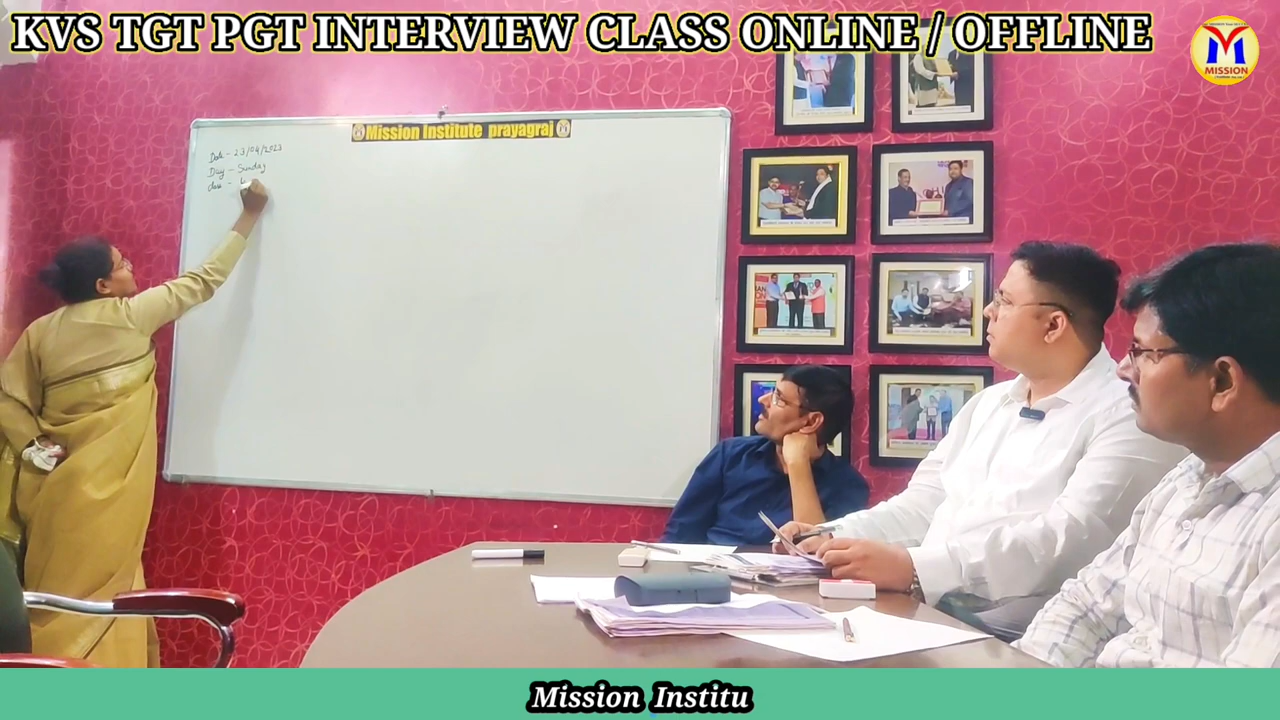 KVS TGT PGT INTERVIEW CLASS ONLINE / OFFLINE
MISSION
Mission Institute prayagraj
Date - 23/04/2023
Day - Sunday
class -
Mission Institu